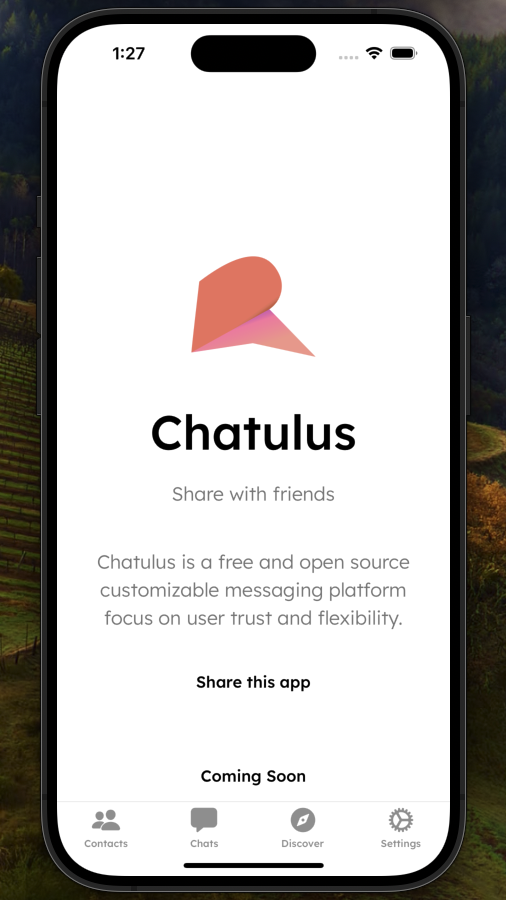 1:27
Chatulus
Share with friends
Chatulus is a free and open source
customizable messaging platform
focus on user trust and flexibility.
Share this app
Coming Soon
Contacts Chats Discover Settings